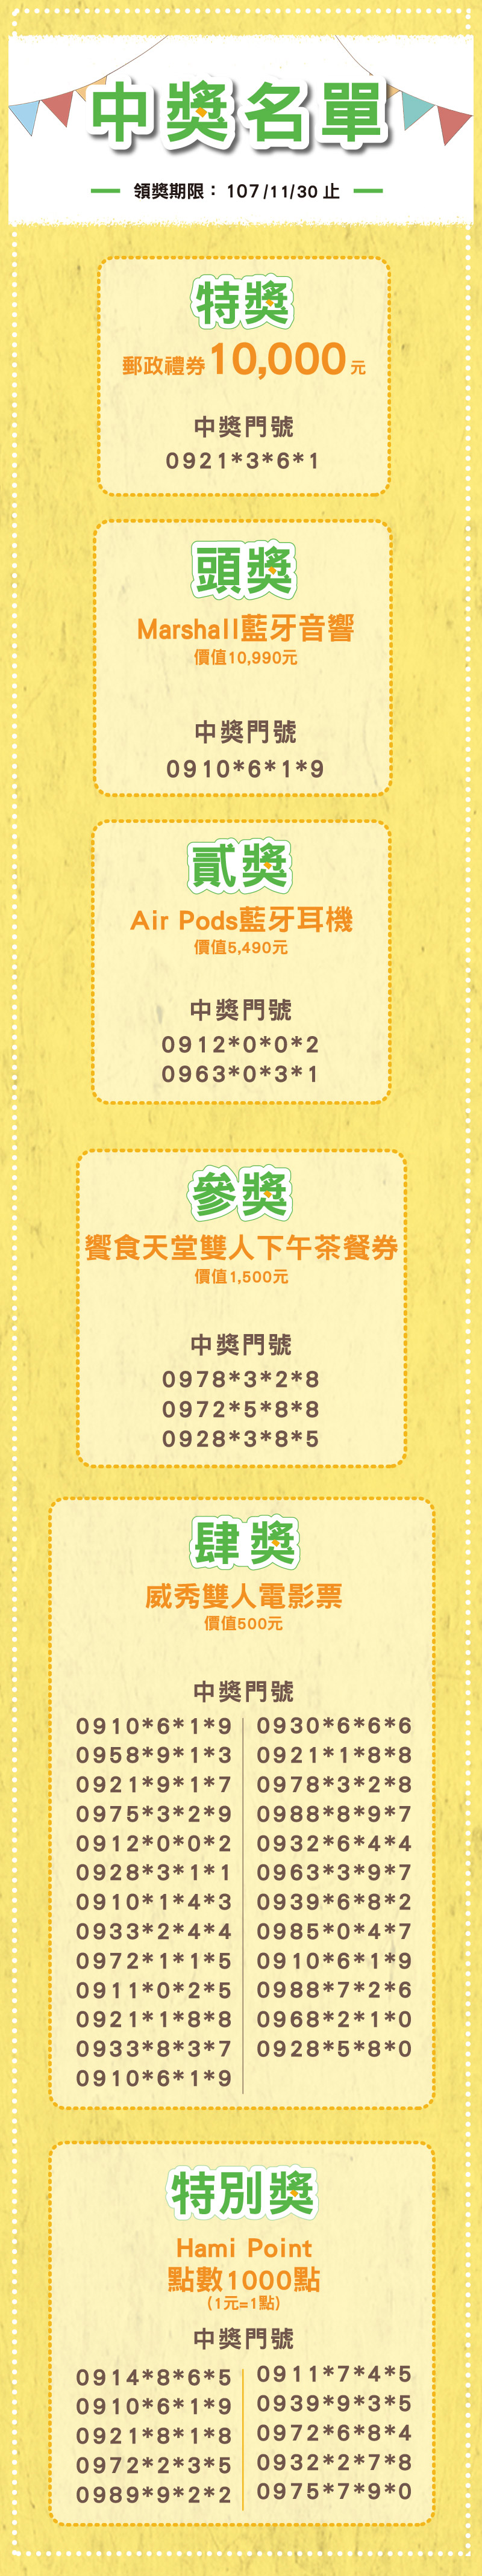 中獎名單
領獎期限：107/11/30 止
特獎
郵政禮券10,000元
中獎門號
0921*3*6*1
頭獎
Marshall藍牙音響
價值10,990元
中獎門號
0910*6*1*9
貳獎
Air Pods藍牙耳機
價值5,490元
中獎門號
0912*0*0*2
0963*0*3*1
參獎
饗食天堂雙人下午茶餐券
價值1,500元
中獎門號
0978*3*2*8
0972*5*8*8
0928*3*8*5
肆獎
威秀雙人電影票
價值500元
中獎門號
0910*6*1*9
0958*9*1*3
0921*9*1*7
0975*3*2*9
0912*0*0*2
0928*3*1*1
0910*1*4*3
0933*2*4*4
0972*1*1*5
0911*0*2*5
0921*1*8*8
0933*8*3*7
0910*6*1*9
0930*6*6*6
0921*1*8*8
0978*3*2*8
0988*8*9*7
0932*6*4*4
0963*3*9*7
0939*6*8*2
0985*0*4*7
0910*6*1*9
0988*7*2*6
0968*2*1*0
0928*5*8*0
特別獎
Hami Point
點數1000點
(1元=1點)
中獎門號
0914*8*6*5
0910*6*1*9
0921*8*1*8
0972*2*3*5
0989*9*2*2
0911*7*4*5
0939*9*3*5
0972*6*8*4
0932*2*7*8
0975*7*9*0